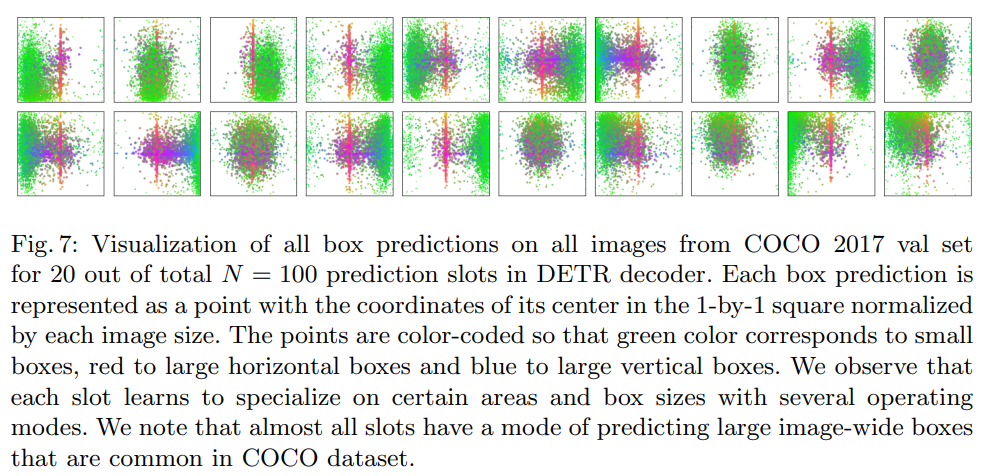 Fig. 7: Visualization of all box predictions on all images from COCO 2017 val set
for 20 out of total N = 100 prediction slots in DETR decoder. Each box prediction is
represented as a point with the coordinates of its center in the 1-by-1 square normalized
by each image size. The points are color-coded so that green color corresponds to small
boxes, red to large horizontal boxes and blue to large vertical boxes. We observe that
each slot learns to specialize on certain areas and box sizes with several operating
modes. We note that almost all slots have a mode of predicting large image-wide boxes
that are common in COCO dataset.